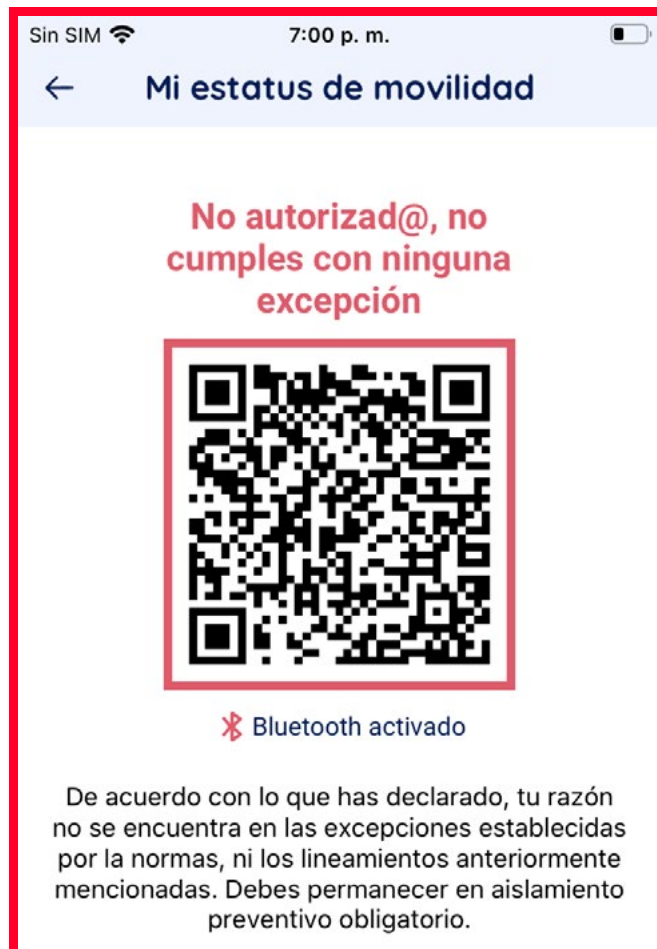 Sin SIM 7:00 p. m.
Mi estatus de movilidad
No autorizad@, no
cumples con ninguna
excepción
Bluetooth activado
De acuerdo con lo que has declarado, tu razón
no se encuentra en las excepciones establecidas
por la normas, ni los lineamientos anteriormente
mencionadas. Debes permanecer en aislamiento
preventivo obligatorio.